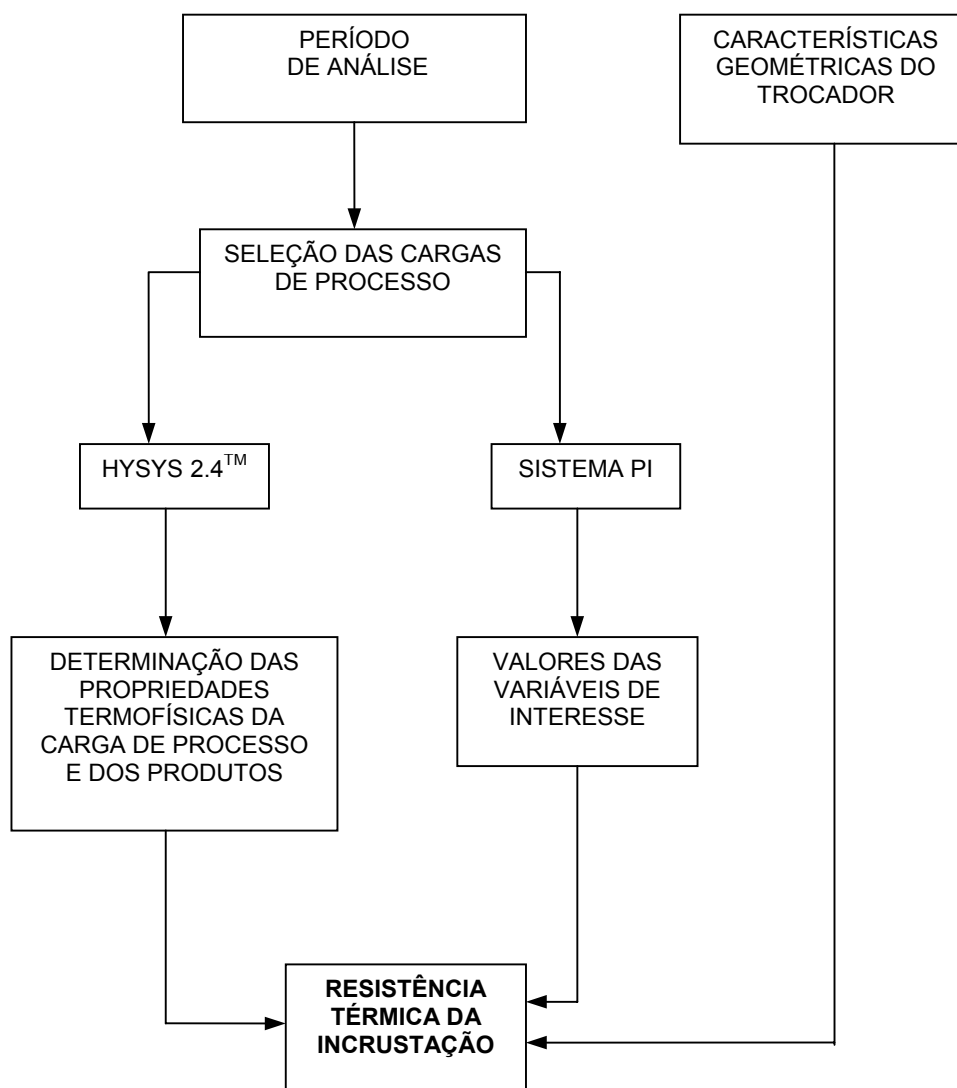 PERÍODO
DE ANÁLISE
CARACTERÍSTICAS
GEOMÉTRICAS DO
TROCADOR
SELEÇÃO DAS CARGAS
DE PROCESSO
HYSYS 2.4TM
SISTEMA PI
DETERMINAÇÃO DAS
PROPRIEDADES
TERMOFÍSICAS DA
CARGA DE PROCESSO
E DOS PRODUTOS
VALORES DAS
VARIÁVEIS DE
INTERESSE
RESISTÊNCIA
TÉRMICA DA
INCRUSTAÇÃO